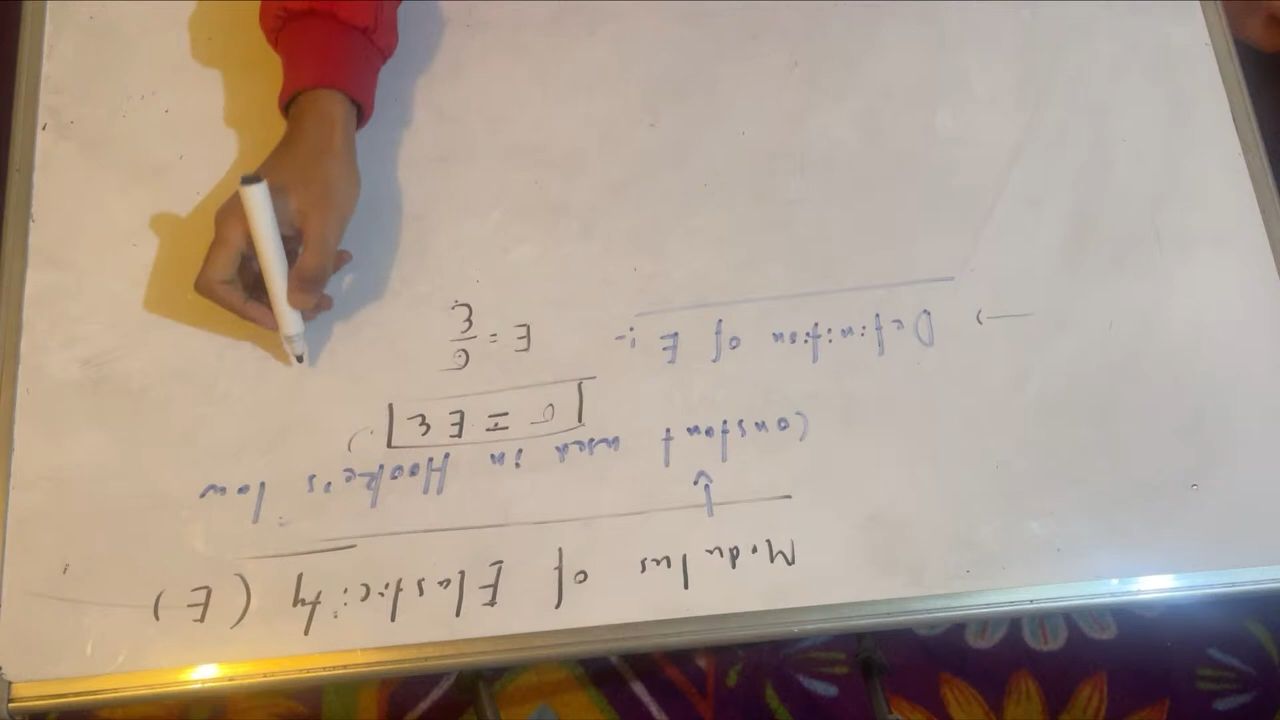 Modulus of Elasticity (E)
↓
Constant used in Hooke's law
σ = E ε
→ Definition of E :- E = σ/ε